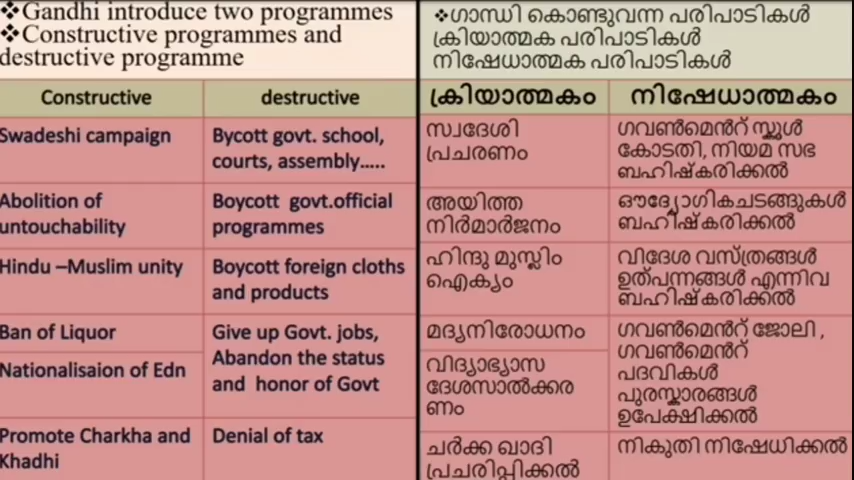 ❖Gandhi introduce two programmes
❖Constructive programmes and
destructive programme
Constructive
destructive
Swadeshi campaign
Bycott govt. school,
courts, assembly.....
Abolition of
untouchability
Boycott govt.official
programmes
Hindu –Muslim unity
Boycott foreign cloths
and products
Ban of Liquor
Give up Govt. jobs,
Abandon the status
and honor of Govt
Nationalisaion of Edn
Promote Charkha and
Khadhi
Denial of tax
❖ഗാന്ധി കൊണ്ടുവന്ന പരിപാടികൾ
ക്രിയാത്മക പരിപാടികൾ
നിഷേധാത്മക പരിപാടികൾ
ക്രിയാത്മകം
നിഷേധാത്മകം
സ്വദേശി
പ്രചരണം
ഗവൺമെൻറ് സ്കൂൾ
കോടതി, നിയമ സഭ
ബഹിഷ്കരിക്കൽ
അയിത്ത
നിർമാർജനം
ഔദ്യോഗികചടങ്ങുകൾ
ബഹിഷ്കരിക്കൽ
ഹിന്ദു മുസ്ലിം
ഐക്യം
വിദേശ വസ്ത്രങ്ങൾ
ഉത്പന്നങ്ങൾ എന്നിവ
ബഹിഷ്കരിക്കൽ
മദ്യനിരോധനം
ഗവൺമെൻറ് ജോലി ,
ഗവൺമെൻറ്
പദവികൾ
പുരസ്കാരങ്ങൾ
ഉപേക്ഷിക്കൽ
വിദ്യാഭ്യാസ
ദേശസാൽക്കര
ണം
ചർക്ക ഖാദി
പ്രചരിപ്പിക്കൽ
നികുതി നിഷേധിക്കൽ